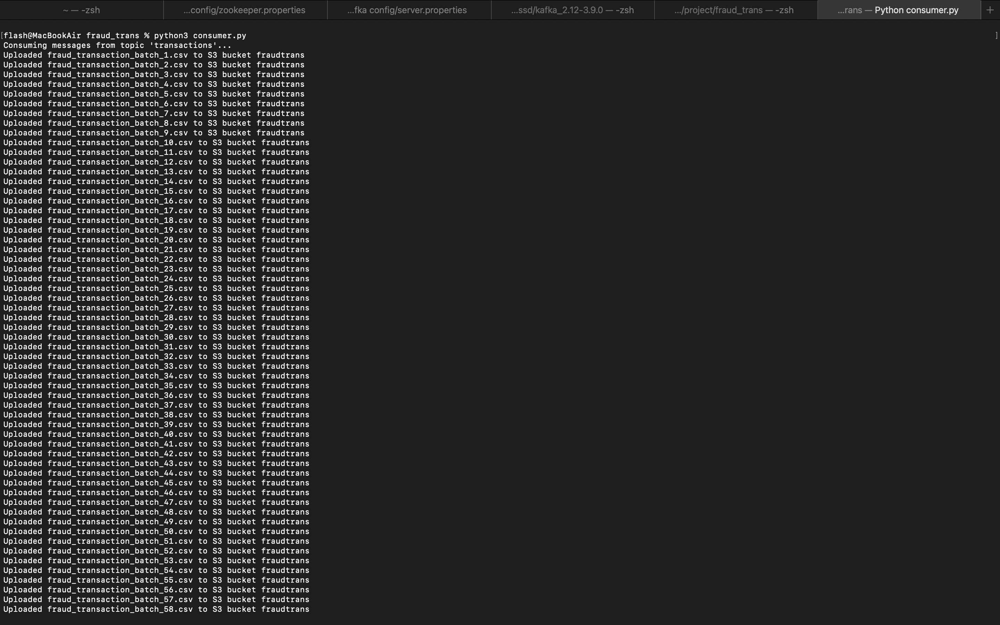 ~ — -zsh
...config/zookeeper.properties
...fka config/server.properties
...ssd/kafka_2.12-3.9.0 — -zsh
.../project/fraud_trans — -zsh
...rans — Python consumer.py
+
[flash@MacBookAir fraud_trans % python3 consumer.py ]
Consuming messages from topic 'transactions'...
Uploaded fraud_transaction_batch_1.csv to S3 bucket fraudtrans
Uploaded fraud_transaction_batch_2.csv to S3 bucket fraudtrans
Uploaded fraud_transaction_batch_3.csv to S3 bucket fraudtrans
Uploaded fraud_transaction_batch_4.csv to S3 bucket fraudtrans
Uploaded fraud_transaction_batch_5.csv to S3 bucket fraudtrans
Uploaded fraud_transaction_batch_6.csv to S3 bucket fraudtrans
Uploaded fraud_transaction_batch_7.csv to S3 bucket fraudtrans
Uploaded fraud_transaction_batch_8.csv to S3 bucket fraudtrans
Uploaded fraud_transaction_batch_9.csv to S3 bucket fraudtrans
Uploaded fraud_transaction_batch_10.csv to S3 bucket fraudtrans
Uploaded fraud_transaction_batch_11.csv to S3 bucket fraudtrans
Uploaded fraud_transaction_batch_12.csv to S3 bucket fraudtrans
Uploaded fraud_transaction_batch_13.csv to S3 bucket fraudtrans
Uploaded fraud_transaction_batch_14.csv to S3 bucket fraudtrans
Uploaded fraud_transaction_batch_15.csv to S3 bucket fraudtrans
Uploaded fraud_transaction_batch_16.csv to S3 bucket fraudtrans
Uploaded fraud_transaction_batch_17.csv to S3 bucket fraudtrans
Uploaded fraud_transaction_batch_18.csv to S3 bucket fraudtrans
Uploaded fraud_transaction_batch_19.csv to S3 bucket fraudtrans
Uploaded fraud_transaction_batch_20.csv to S3 bucket fraudtrans
Uploaded fraud_transaction_batch_21.csv to S3 bucket fraudtrans
Uploaded fraud_transaction_batch_22.csv to S3 bucket fraudtrans
Uploaded fraud_transaction_batch_23.csv to S3 bucket fraudtrans
Uploaded fraud_transaction_batch_24.csv to S3 bucket fraudtrans
Uploaded fraud_transaction_batch_25.csv to S3 bucket fraudtrans
Uploaded fraud_transaction_batch_26.csv to S3 bucket fraudtrans
Uploaded fraud_transaction_batch_27.csv to S3 bucket fraudtrans
Uploaded fraud_transaction_batch_28.csv to S3 bucket fraudtrans
Uploaded fraud_transaction_batch_29.csv to S3 bucket fraudtrans
Uploaded fraud_transaction_batch_30.csv to S3 bucket fraudtrans
Uploaded fraud_transaction_batch_31.csv to S3 bucket fraudtrans
Uploaded fraud_transaction_batch_32.csv to S3 bucket fraudtrans
Uploaded fraud_transaction_batch_33.csv to S3 bucket fraudtrans
Uploaded fraud_transaction_batch_34.csv to S3 bucket fraudtrans
Uploaded fraud_transaction_batch_35.csv to S3 bucket fraudtrans
Uploaded fraud_transaction_batch_36.csv to S3 bucket fraudtrans
Uploaded fraud_transaction_batch_37.csv to S3 bucket fraudtrans
Uploaded fraud_transaction_batch_38.csv to S3 bucket fraudtrans
Uploaded fraud_transaction_batch_39.csv to S3 bucket fraudtrans
Uploaded fraud_transaction_batch_40.csv to S3 bucket fraudtrans
Uploaded fraud_transaction_batch_41.csv to S3 bucket fraudtrans
Uploaded fraud_transaction_batch_42.csv to S3 bucket fraudtrans
Uploaded fraud_transaction_batch_43.csv to S3 bucket fraudtrans
Uploaded fraud_transaction_batch_44.csv to S3 bucket fraudtrans
Uploaded fraud_transaction_batch_45.csv to S3 bucket fraudtrans
Uploaded fraud_transaction_batch_46.csv to S3 bucket fraudtrans
Uploaded fraud_transaction_batch_47.csv to S3 bucket fraudtrans
Uploaded fraud_transaction_batch_48.csv to S3 bucket fraudtrans
Uploaded fraud_transaction_batch_49.csv to S3 bucket fraudtrans
Uploaded fraud_transaction_batch_50.csv to S3 bucket fraudtrans
Uploaded fraud_transaction_batch_51.csv to S3 bucket fraudtrans
Uploaded fraud_transaction_batch_52.csv to S3 bucket fraudtrans
Uploaded fraud_transaction_batch_53.csv to S3 bucket fraudtrans
Uploaded fraud_transaction_batch_54.csv to S3 bucket fraudtrans
Uploaded fraud_transaction_batch_55.csv to S3 bucket fraudtrans
Uploaded fraud_transaction_batch_56.csv to S3 bucket fraudtrans
Uploaded fraud_transaction_batch_57.csv to S3 bucket fraudtrans
Uploaded fraud_transaction_batch_58.csv to S3 bucket fraudtrans